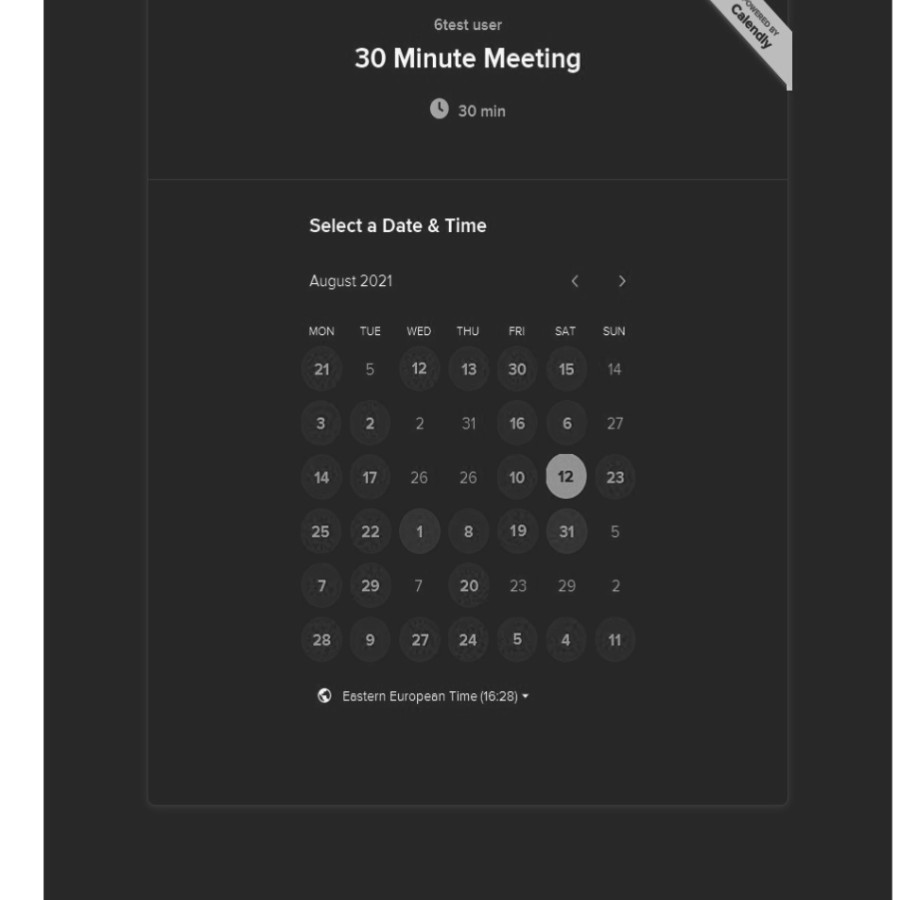 6test user
POWERED BY
Calendly
30 Minute Meeting
30 min
Select a Date & Time
August 2021
MON TUE WED THU FRI SAT SUN
21 5 12 13 30 15 14
3 2 2 31 16 6 27
14 17 26 26 10 12 23
25 22 1 8 19 31 5
7 29 7 20 23 29 2
28 9 27 24 5 4 11
Eastern European Time (16:28)